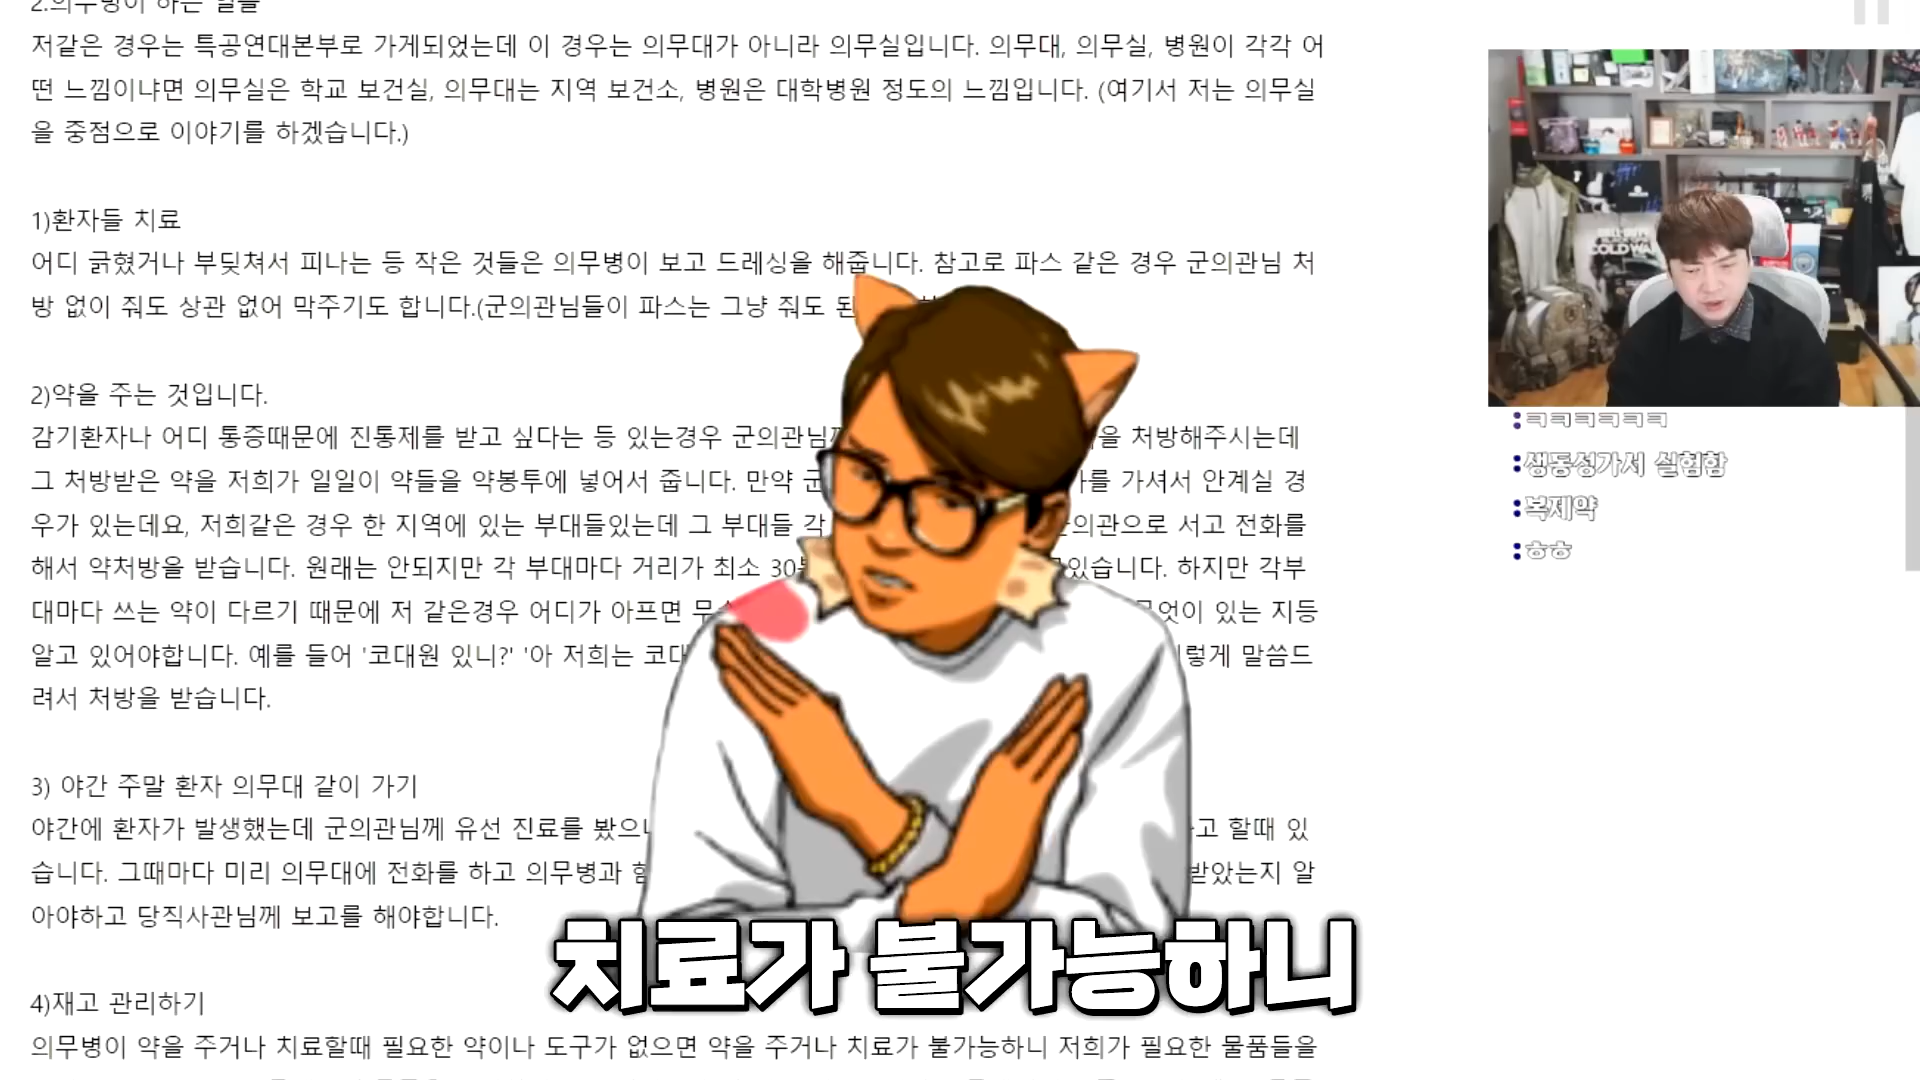 2.의무병이 하는 일들
저같은 경우는 특공연대본부로 가게되었는데 이 경우는 의무대가 아니라 의무실입니다. 의무대, 의무실, 병원이 각각 어
떤 느낌이냐면 의무실은 학교 보건실, 의무대는 지역 보건소, 병원은 대학병원 정도의 느낌입니다. (여기서 저는 의무실
을 중점으로 이야기를 하겠습니다.)
1)환자들 치료
어디 긁혔거나 부딪쳐서 피나는 등 작은 것들은 의무병이 보고 드레싱을 해줍니다. 참고로 파스 같은 경우 군의관님 처
방 없이 줘도 상관 없어 막주기도 합니다.(군의관님들이 파스는 그냥 줘도 된
2)약을 주는 것입니다.
감기환자나 어디 통증때문에 진통제를 받고 싶다는 등 있는경우 군의관님께 을 처방해주시는데
그 처방받은 약을 저희가 일일이 약들을 약봉투에 넣어서 줍니다. 만약 군 가를 가셔서 안계실 경
우가 있는데요, 저희같은 경우 한 지역에 있는 부대들있는데 그 부대들 각 군의관으로 서고 전화를
해서 약처방을 받습니다. 원래는 안되지만 각 부대마다 거리가 최소 30분 있습니다. 하지만 각부
대마다 쓰는 약이 다르기 때문에 저 같은경우 어디가 아프면 무슨 무엇이 있는 지등
알고 있어야합니다. 예를 들어 '코대원 있니?' '아 저희는 코대 이렇게 말씀드
려서 처방을 받습니다.
3) 야간 주말 환자 의무대 같이 가기
야간에 환자가 발생했는데 군의관님께 유선 진료를 봤으나 고 할때 있
습니다. 그때마다 미리 의무대에 전화를 하고 의무병과 함 받았는지 알
아야하고 당직사관님께 보고를 해야합니다.
4)재고 관리하기
의무병이 약을 주거나 치료할때 필요한 약이나 도구가 없으면 약을 주거나 치료가 불가능하니 저희가 필요한 물품들을
치료가 불가능하니
:ㅋㅋㅋㅋㅋㅋ
:생동성가서 실험함
:복제약
:ㅎㅎ
COLD WAR